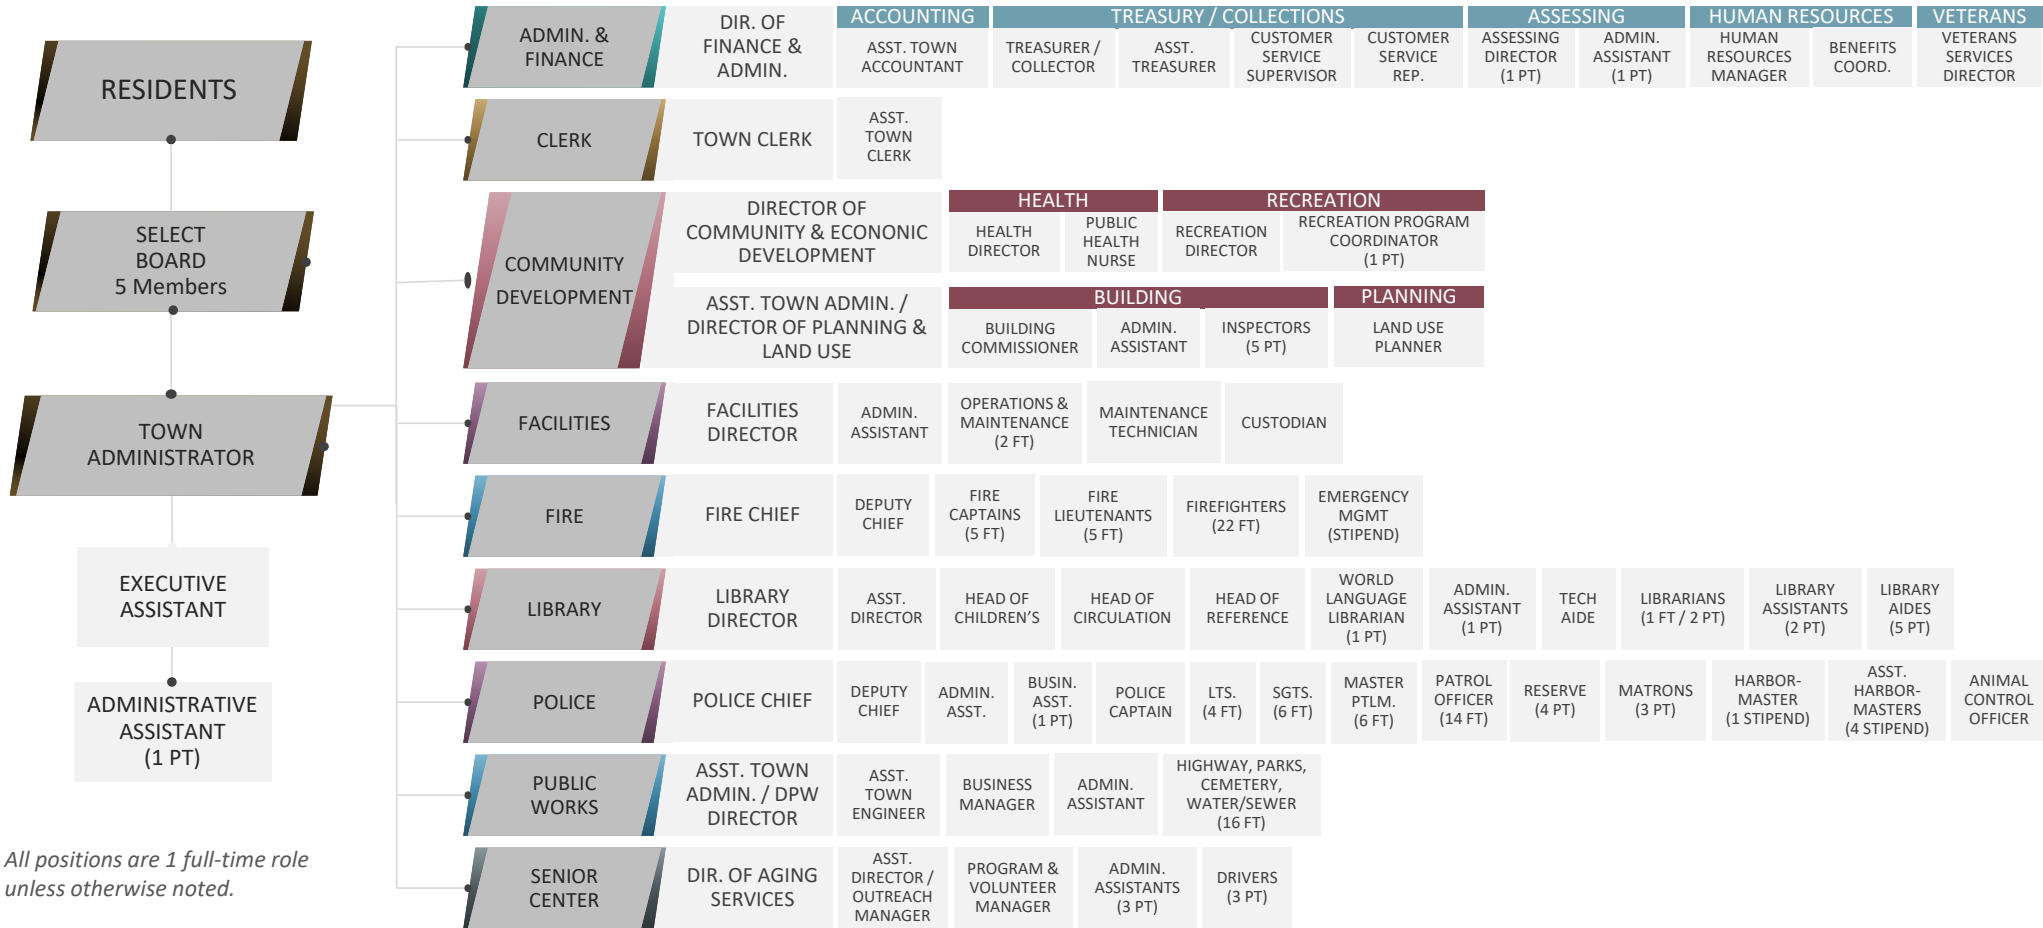 RESIDENTS
SELECT
BOARD
5 Members
TOWN
ADMINISTRATOR
EXECUTIVE
ASSISTANT
ADMINISTRATIVE
ASSISTANT
(1 PT)
All positions are 1 full-time role
unless otherwise noted.
ADMIN. &
FINANCE
DIR. OF
FINANCE &
ADMIN.
ACCOUNTING
ASST. TOWN
ACCOUNTANT
TREASURY / COLLECTIONS
TREASURER /
COLLECTOR
ASST.
TREASURER
CUSTOMER
SERVICE
SUPERVISOR
CUSTOMER
SERVICE
REP.
ASSESSING
ASSESSING
DIRECTOR
(1 PT)
ADMIN.
ASSISTANT
(1 PT)
HUMAN RESOURCES
HUMAN
RESOURCES
MANAGER
BENEFITS
COORD.
VETERANS
VETERANS
SERVICES
DIRECTOR
CLERK
TOWN CLERK
ASST.
TOWN
CLERK
COMMUNITY
DEVELOPMENT
DIRECTOR OF
COMMUNITY & ECONONIC
DEVELOPMENT
HEALTH
HEALTH
DIRECTOR
PUBLIC
HEALTH
NURSE
RECREATION
RECREATION
DIRECTOR
RECREATION PROGRAM
COORDINATOR
(1 PT)
ASST. TOWN ADMIN. /
DIRECTOR OF PLANNING &
LAND USE
BUILDING
BUILDING
COMMISSIONER
ADMIN.
ASSISTANT
INSPECTORS
(5 PT)
PLANNING
LAND USE
PLANNER
FACILITIES
FACILITIES
DIRECTOR
ADMIN.
ASSISTANT
OPERATIONS &
MAINTENANCE
(2 FT)
MAINTENANCE
TECHNICIAN
CUSTODIAN
FIRE
FIRE CHIEF
DEPUTY
CHIEF
FIRE
CAPTAINS
(5 FT)
FIRE
LIEUTENANTS
(5 FT)
FIREFIGHTERS
(22 FT)
EMERGENCY
MGMT
(STIPEND)
LIBRARY
LIBRARY
DIRECTOR
ASST.
DIRECTOR
HEAD OF
CHILDREN’S
HEAD OF
CIRCULATION
HEAD OF
REFERENCE
WORLD
LANGUAGE
LIBRARIAN
(1 PT)
ADMIN.
ASSISTANT
(1 PT)
TECH
AIDE
LIBRARIANS
(1 FT / 2 PT)
LIBRARY
ASSISTANTS
(2 PT)
LIBRARY
AIDES
(5 PT)
POLICE
POLICE CHIEF
DEPUTY
CHIEF
ADMIN.
ASST.
BUSIN.
ASST.
(1 PT)
POLICE
CAPTAIN
LTS.
(4 FT)
SGTS.
(6 FT)
MASTER
PTLM.
(6 FT)
PATROL
OFFICER
(14 FT)
RESERVE
(4 PT)
MATRONS
(3 PT)
HARBOR-
MASTER
(1 STIPEND)
ASST.
HARBOR-
MASTERS
(4 STIPEND)
ANIMAL
CONTROL
OFFICER
PUBLIC
WORKS
ASST. TOWN
ADMIN. / DPW
DIRECTOR
ASST.
TOWN
ENGINEER
BUSINESS
MANAGER
ADMIN.
ASSISTANT
HIGHWAY, PARKS,
CEMETERY,
WATER/SEWER
(16 FT)
SENIOR
CENTER
DIR. OF AGING
SERVICES
ASST.
DIRECTOR /
OUTREACH
MANAGER
PROGRAM &
VOLUNTEER
MANAGER
ADMIN.
ASSISTANTS
(3 PT)
DRIVERS
(3 PT)